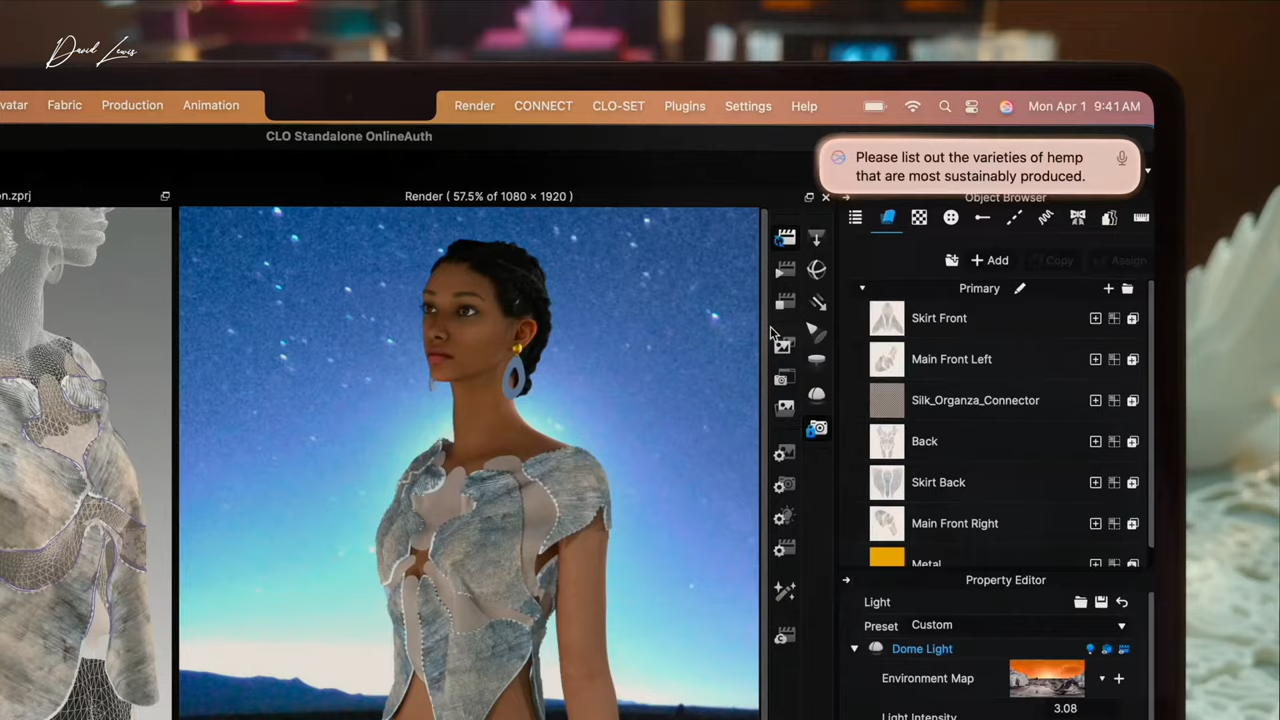 David Lewis
vatar Fabric Production Animation Render CONNECT CLO-SET Plugins Settings Help Mon Apr 1 9:41 AM
CLO Standalone OnlineAuth
Please list out the varieties of hemp
that are most sustainably produced.
on.zprj
Render ( 57.5% of 1080 × 1920 )
Object Browser
+ Add Copy Assign
Primary
Skirt Front
Main Front Left
Silk_Organza_Connector
Back
Skirt Back
Main Front Right
Metal
Property Editor
Light
Preset Custom
Dome Light
Environment Map
3.08
Light Intensity